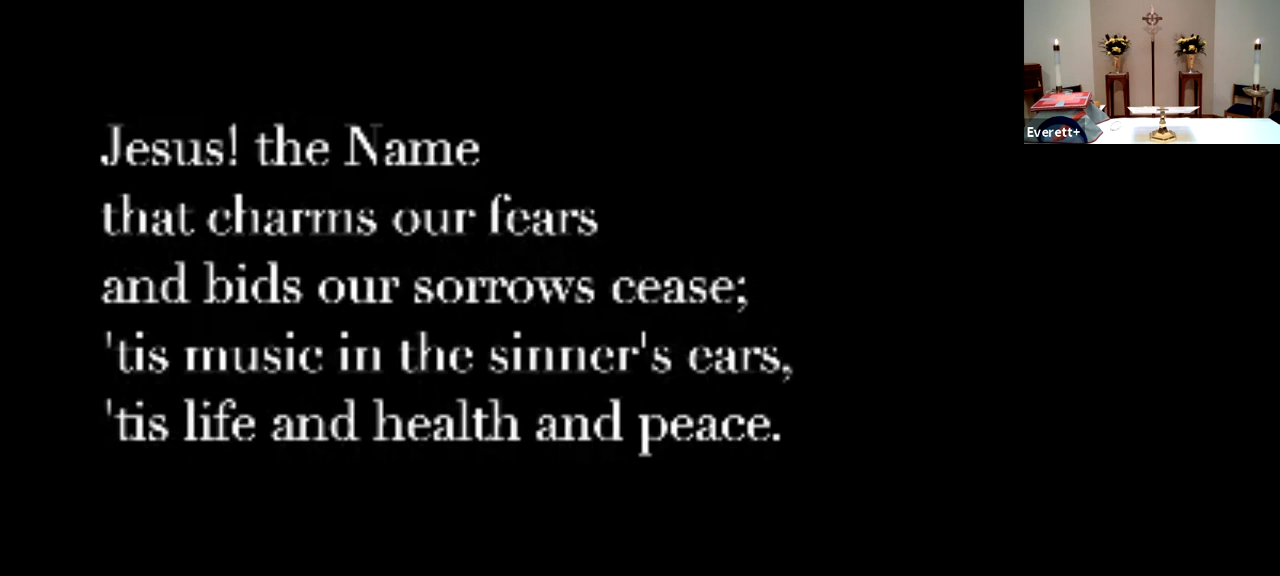 Jesus! the Name
that charms our fears
and bids our sorrows cease;
'tis music in the sinner's ears,
'tis life and health and peace.
Everett+